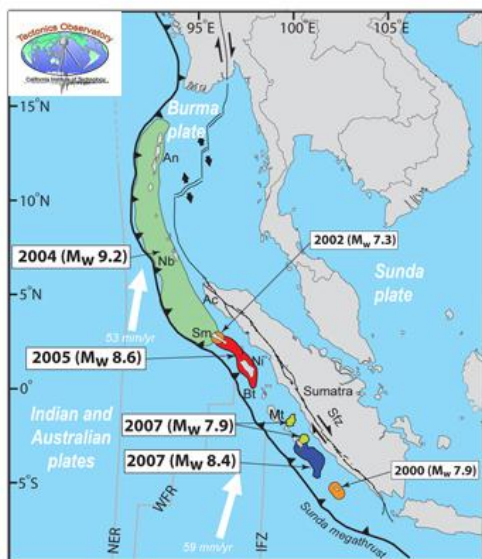 Tectonics Observatory
California Institute of Technology
95°E
100°E
105°E
15°N
10°N
5°N
0°
5°S
Burma
plate
An
2002 (Mw 7.3)
2004 (Mw 9.2)
Nb
Sunda
plate
Ac
53 mm/yr
Sm
2005 (Mw 8.6)
Ni
Sumatra
Bt
Indian and
Australian
plates
Mt
Sfz
2007 (Mw 7.9)
2007 (Mw 8.4)
2000 (Mw 7.9)
NER
WFR
59 mm/yr
IFZ
Sunda megathrust